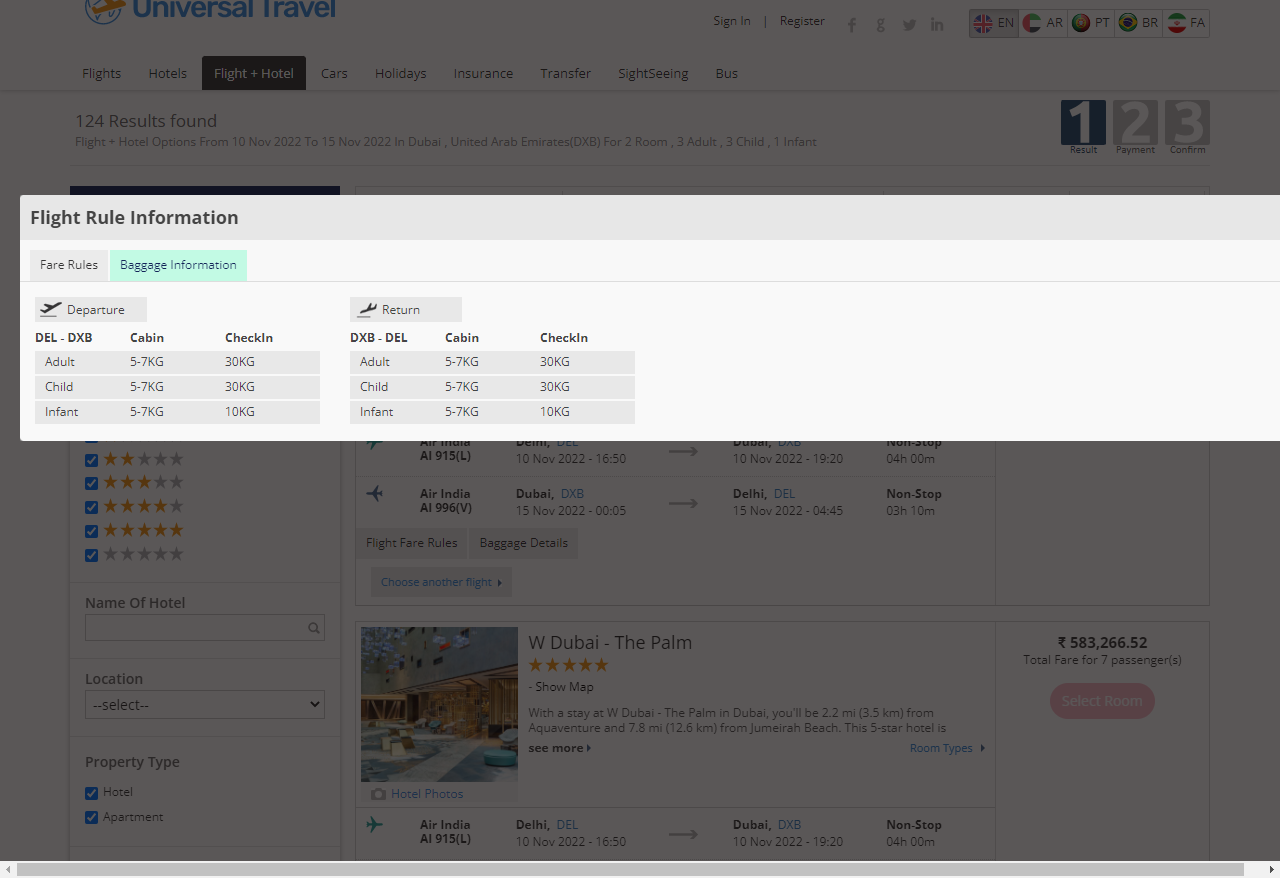 Universal Travel
Sign In | Register
EN AR PT BR FA
Flights Hotels Flight + Hotel Cars Holidays Insurance Transfer SightSeeing Bus
124 Results found
Flight + Hotel Options From 10 Nov 2022 To 15 Nov 2022 In Dubai , United Arab Emirates(DXB) For 2 Room , 3 Adult , 3 Child , 1 Infant
1 2 3
Result Payment Confirm
Flight Rule Information
Fare Rules Baggage Information
Departure Return
DEL - DXB Cabin CheckIn DXB - DEL Cabin CheckIn
Adult 5-7KG 30KG Adult 5-7KG 30KG
Child 5-7KG 30KG Child 5-7KG 30KG
Infant 5-7KG 10KG Infant 5-7KG 10KG
Air India Delhi, DEL Dubai, DXB Non-Stop
AI 915(L) 10 Nov 2022 - 16:50 10 Nov 2022 - 19:20 04h 00m
Air India Dubai, DXB Delhi, DEL Non-Stop
AI 996(V) 15 Nov 2022 - 00:05 15 Nov 2022 - 04:45 03h 10m
Flight Fare Rules Baggage Details
Choose another flight
Name Of Hotel
Location
--select--
Property Type
Hotel
Apartment
W Dubai - The Palm
- Show Map
With a stay at W Dubai - The Palm in Dubai, you'll be 2.2 mi (3.5 km) from
Aquaventure and 7.8 mi (12.6 km) from Jumeirah Beach. This 5-star hotel is
see more Room Types
Hotel Photos
₹ 583,266.52
Total Fare for 7 passenger(s)
Select Room
Air India Delhi, DEL Dubai, DXB Non-Stop
AI 915(L) 10 Nov 2022 - 16:50 10 Nov 2022 - 19:20 04h 00m